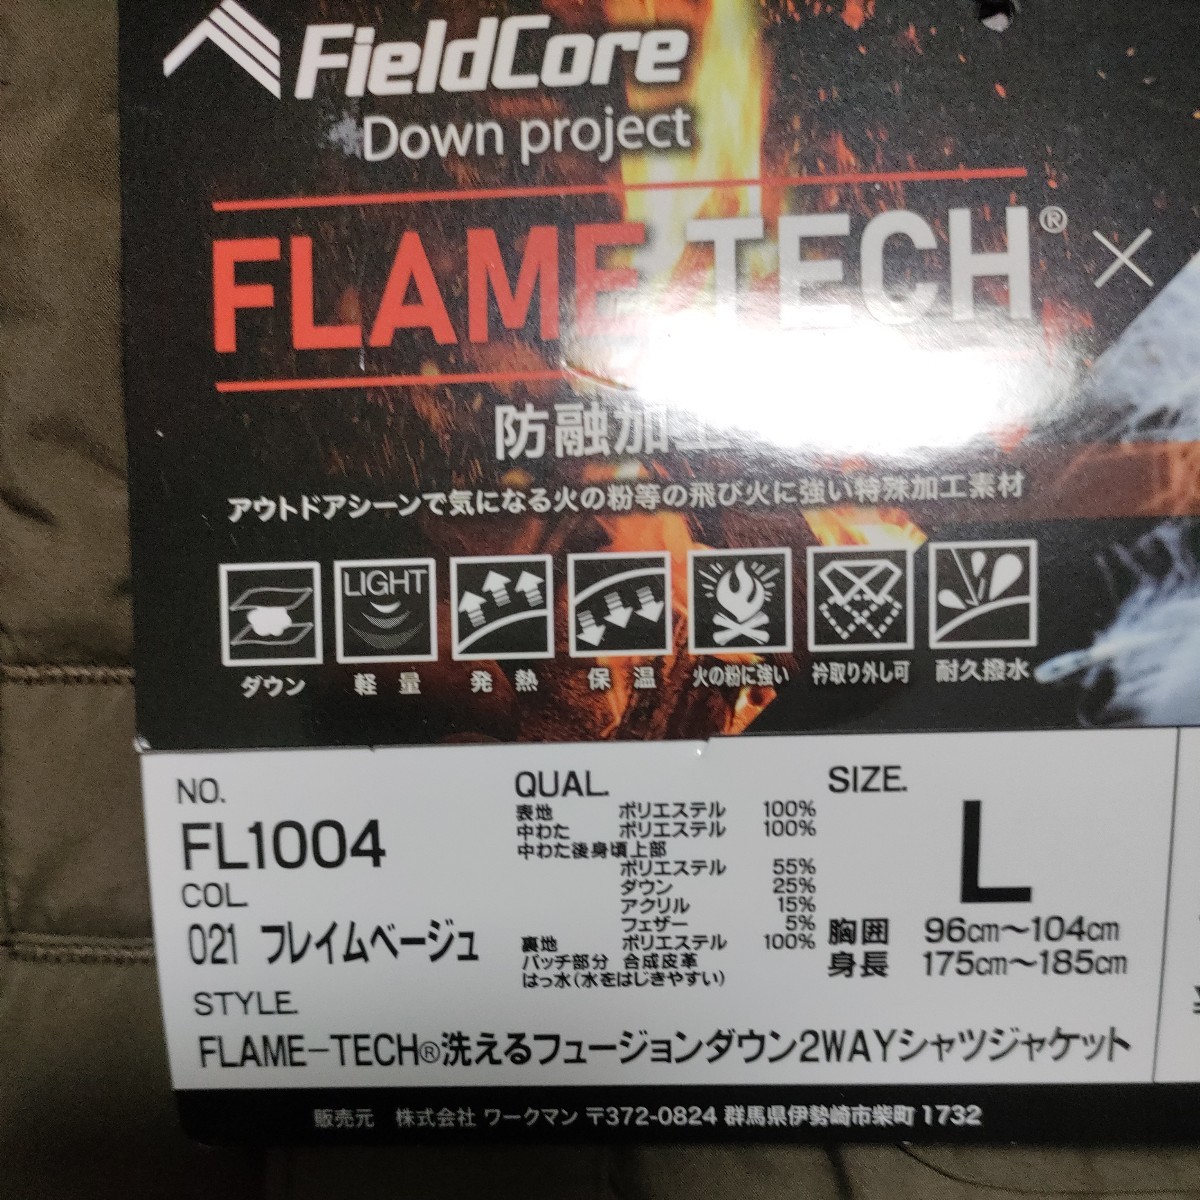 FieldCore
Down project
FLAME-TECH® ×
防融加工
アウトドアシーンで気になる火の粉等の飛び火に強い特殊加工素材
LIGHT
ダウン 軽量 発熱 保温 火の粉に強い 衿取り外し可 耐久撥水
NO.
FL1004
COL.
021 フレイムベージュ
QUAL.
表地 ポリエステル 100%
中わた ポリエステル 100%
中わた後身頃上部
ポリエステル 55%
ダウン 25%
アクリル 15%
フェザー 5%
裏地 ポリエステル 100%
パッチ部分 合成皮革
はっ水(水をはじきやすい)
SIZE.
L
胸囲 96cm〜104cm
身長 175cm〜185cm
STYLE.
FLAME-TECH®洗えるフュージョンダウン2WAYシャツジャケット
販売元 株式会社 ワークマン 〒372-0824 群馬県伊勢崎市柴町1732